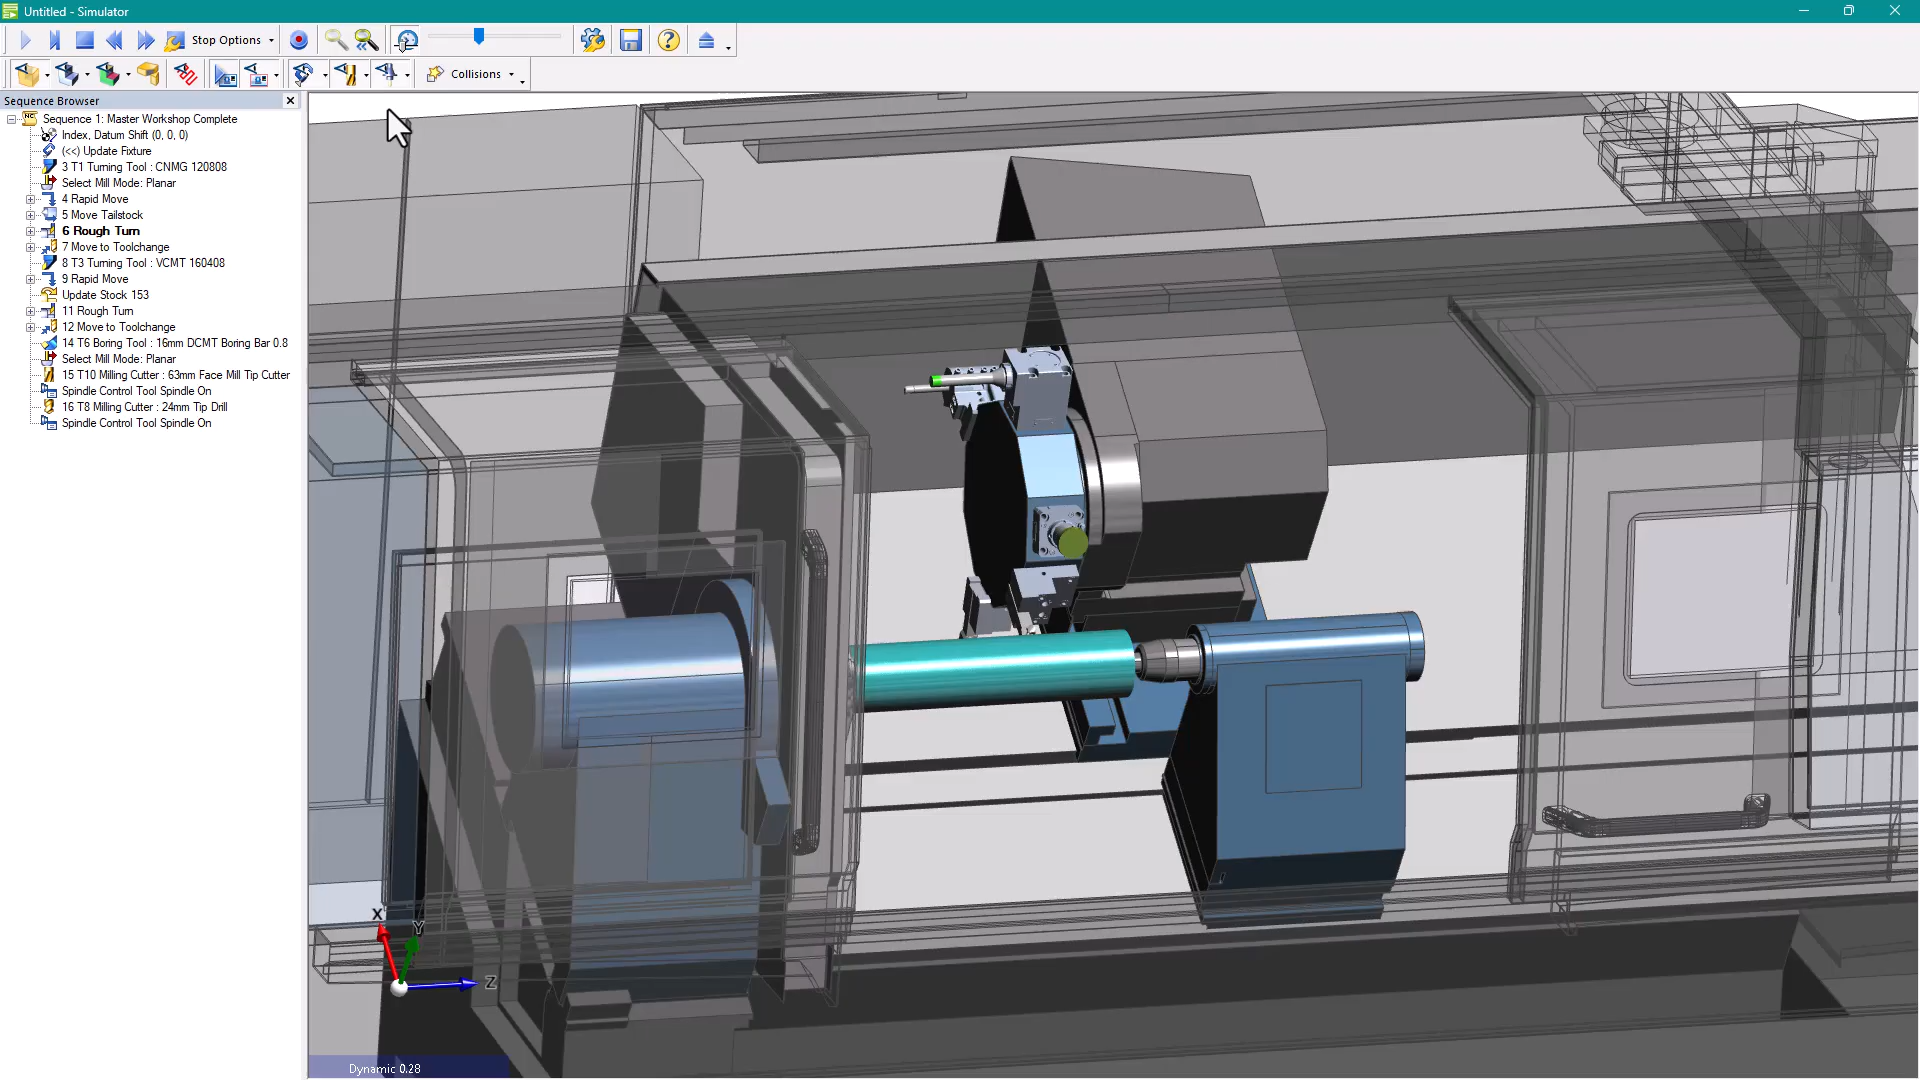 Untitled - Simulator
Stop Options
Collisions
Sequence Browser
Sequence 1: Master Workshop Complete
Index, Datum Shift (0, 0, 0)
(<<) Update Fixture
3 T1 Turning Tool : CNMG 120808
Select Mill Mode: Planar
4 Rapid Move
5 Move Tailstock
6 Rough Turn
7 Move to Toolchange
8 T3 Turning Tool : VCMT 160408
9 Rapid Move
Update Stock 153
11 Rough Turn
12 Move to Toolchange
14 T6 Boring Tool : 16mm DCMT Boring Bar 0.8
Select Mill Mode: Planar
15 T10 Milling Cutter : 63mm Face Mill Tip Cutter
Spindle Control Tool Spindle On
16 T8 Milling Cutter : 24mm Tip Drill
Spindle Control Tool Spindle On
X
Y
Z
Dynamic 0.28